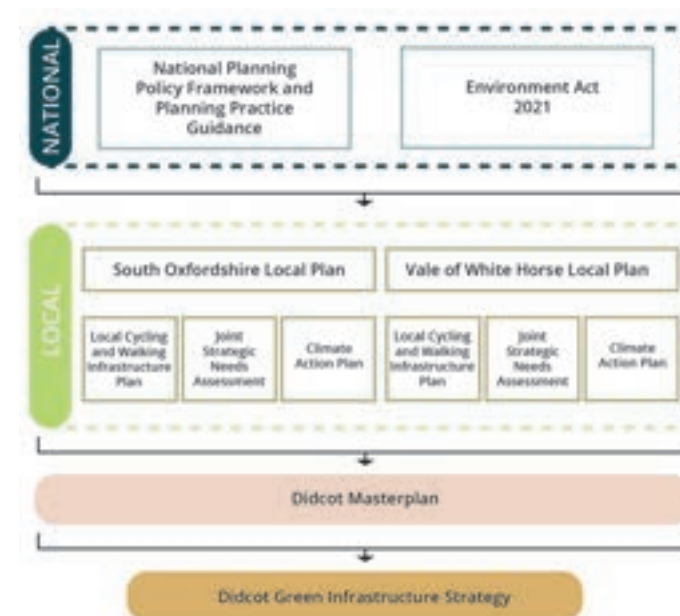 NATIONAL
National Planning
Policy Framework and
Planning Practice
Guidance
Environment Act
2021
LOCAL
South Oxfordshire Local Plan
Vale of White Horse Local Plan
Local Cycling
and Walking
Infrastructure
Plan
Joint
Strategic
Needs
Assessment
Climate
Action Plan
Local Cycling
and Walking
Infrastructure
Plan
Joint
Strategic
Needs
Assessment
Climate
Action Plan
Didcot Masterplan
Didcot Green Infrastructure Strategy